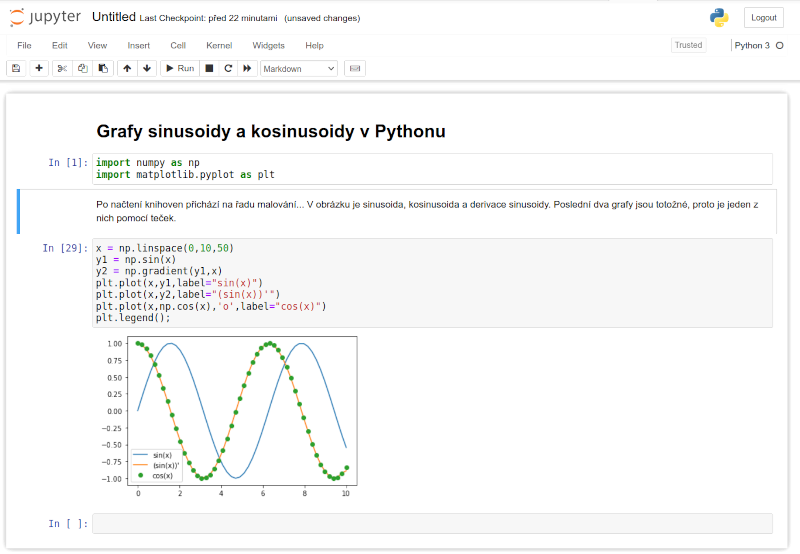 jupyter Untitled Last Checkpoint: před 22 minutami (unsaved changes) Logout
File Edit View Insert Cell Kernel Widgets Help Trusted Python 3
Run Markdown
Grafy sinusoidy a kosinusoidy v Pythonu
In [1]: import numpy as np
import matplotlib.pyplot as plt
Po načtení knihoven přichází na řadu malování... V obrázku je sinusoida, kosinusoida a derivace sinusoidy. Poslední dva grafy jsou totožné, proto je jeden z
nich pomocí teček.
In [29]: x = np.linspace(0,10,50)
y1 = np.sin(x)
y2 = np.gradient(y1,x)
plt.plot(x,y1,label="sin(x)")
plt.plot(x,y2,label="(sin(x))'")
plt.plot(x,np.cos(x),'o',label="cos(x)")
plt.legend();
1.00
0.75
0.50
0.25
0.00
−0.25
−0.50
−0.75
−1.00
sin(x)
(sin(x))'
cos(x)
0 2 4 6 8 10
In [ ]: